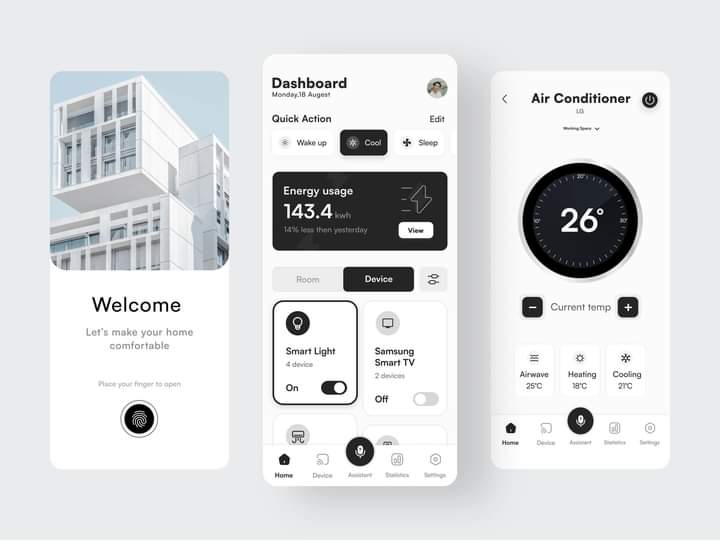 Welcome
Let's make your home
comfortable
Place your finger to open
Dashboard
Monday,18 Augest
Quick Action
Edit
Wake up
Cool
Sleep
Energy usage
143.4 kwh
14% less then yesterday
View
Room
Device
Smart Light
4 device
On
Samsung
Smart TV
2 devices
Off
Home
Device
Assistant
Statistics
Settings
Air Conditioner
LG
Working Space
20°
10°
30°
26°
Current temp
Airwave
25°C
Heating
18°C
Cooling
21°C
Home
Device
Assistant
Statistics
Settings